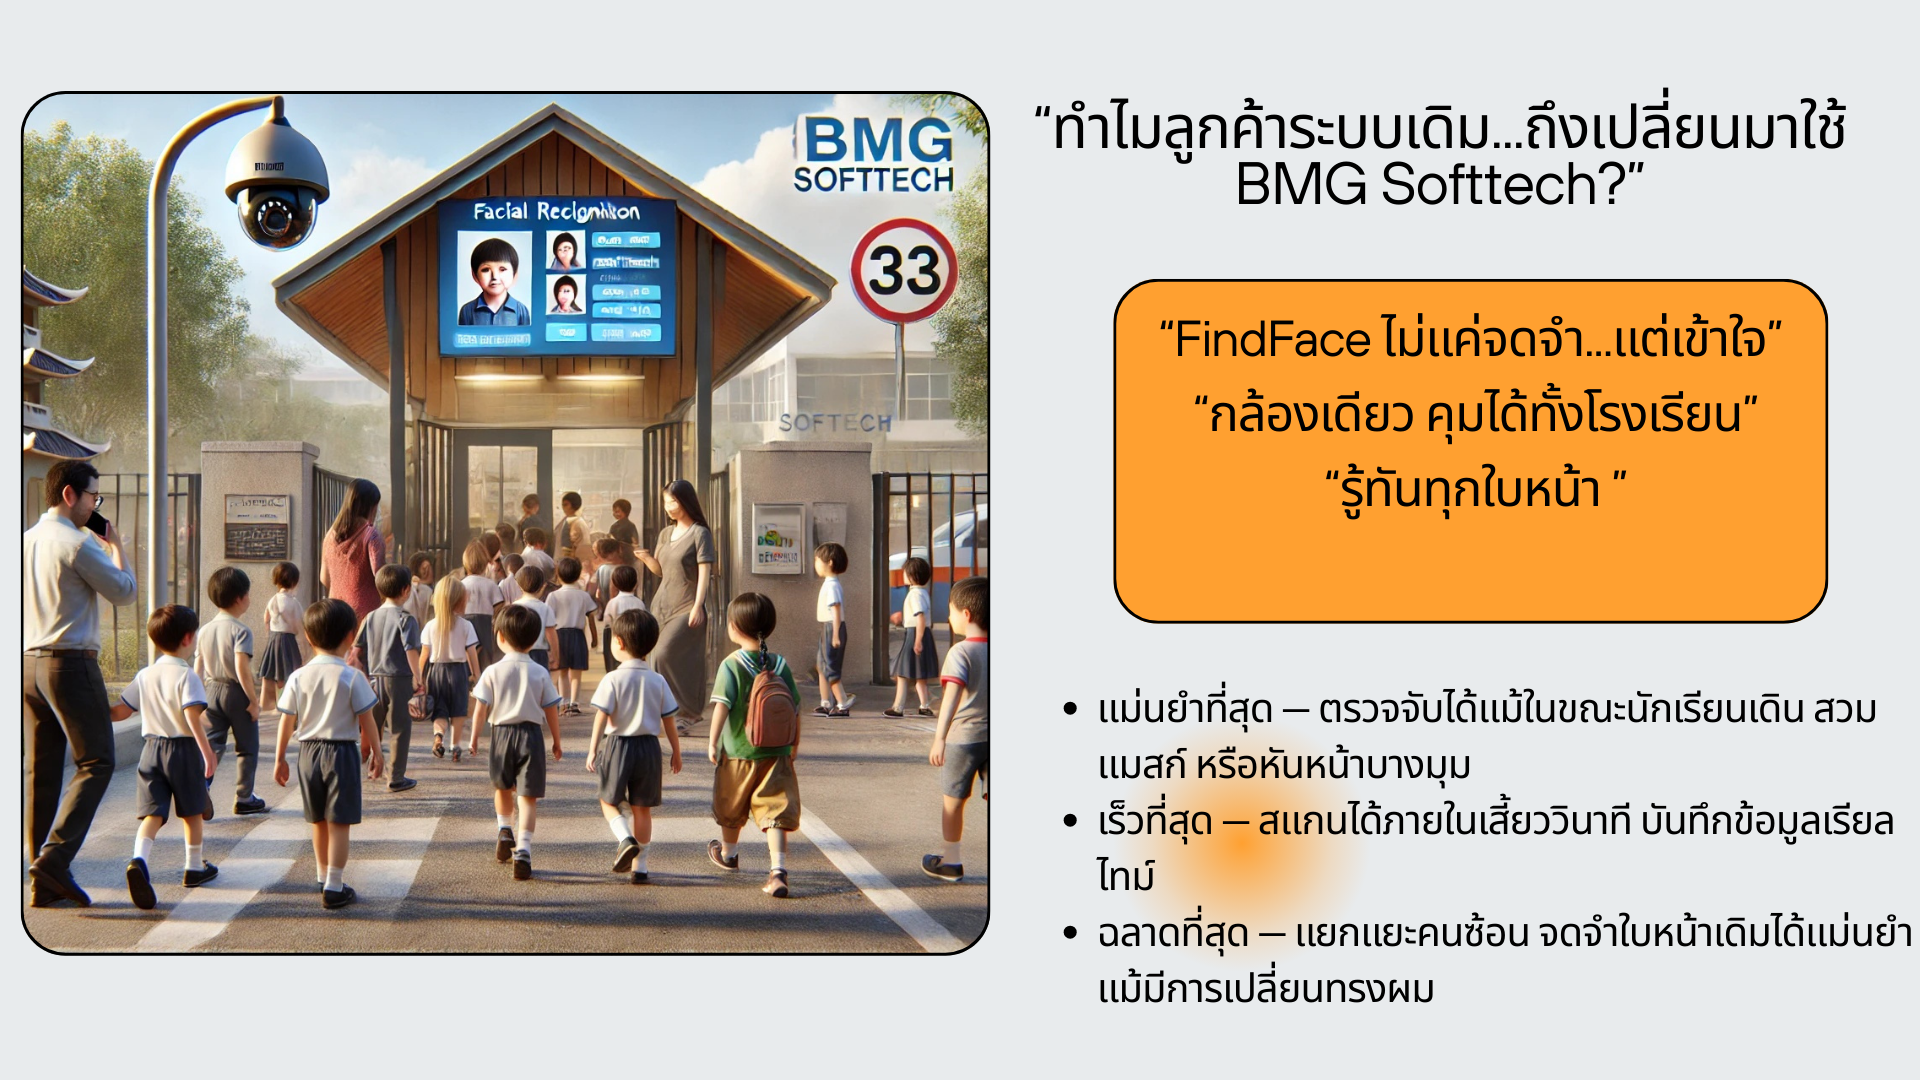 BMG
SOFTTECH
33
SOFTECH
“ทำไมลูกค้าระบบเดิม...ถึงเปลี่ยนมาใช้
BMG Softtech?”
“FindFace ไม่แค่จดจำ...แต่เข้าใจ”
“กล้องเดียว คุมได้ทั้งโรงเรียน”
“รู้ทันทุกใบหน้า ”
• แม่นยำที่สุด — ตรวจจับได้แม้ในขณะนักเรียนเดิน สวม
แมสก์ หรือหันหน้าบางมุม
• เร็วที่สุด — สแกนได้ภายในเสี้ยววินาที บันทึกข้อมูลเรียล
ไทม์
• ฉลาดที่สุด — แยกแยะคนซ้อน จดจำใบหน้าเดิมได้แม่นยำ
แม้มีการเปลี่ยนทรงผม
Facial